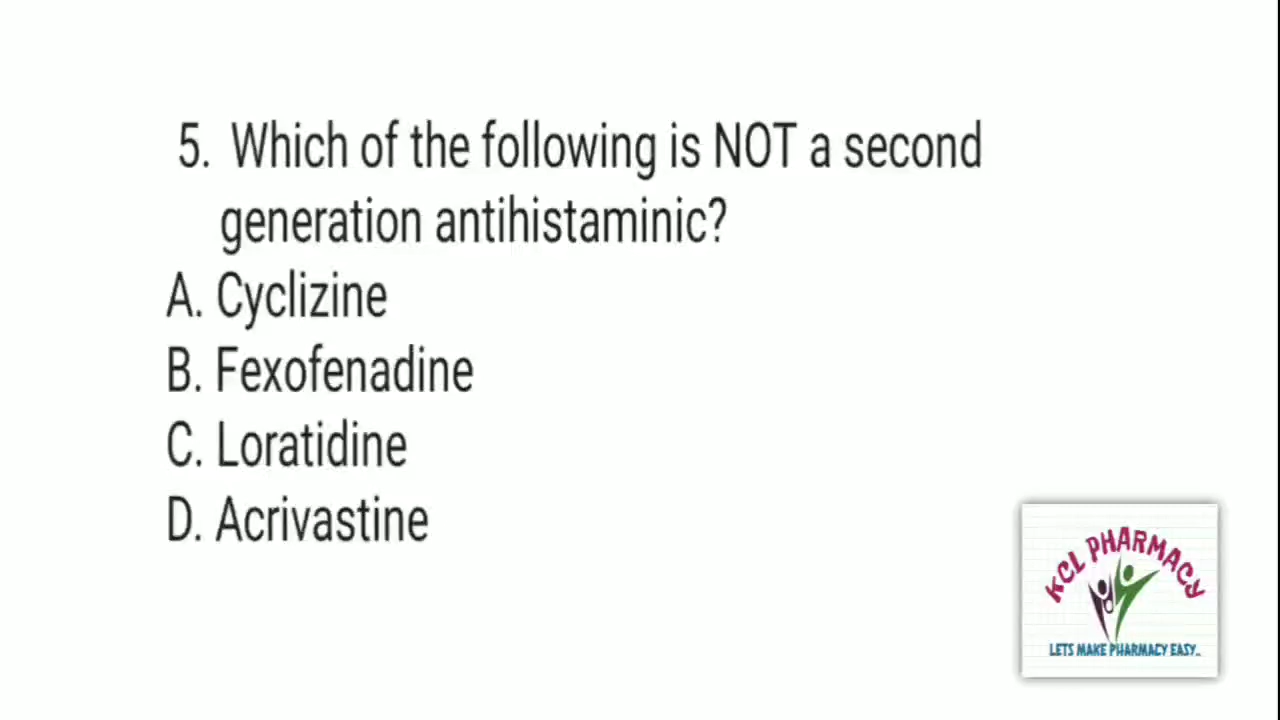 5. Which of the following is NOT a second
generation antihistaminic?
A. Cyclizine
B. Fexofenadine
C. Loratidine
D. Acrivastine
KCL PHARMACY
LETS MAKE PHARMACY EASY..